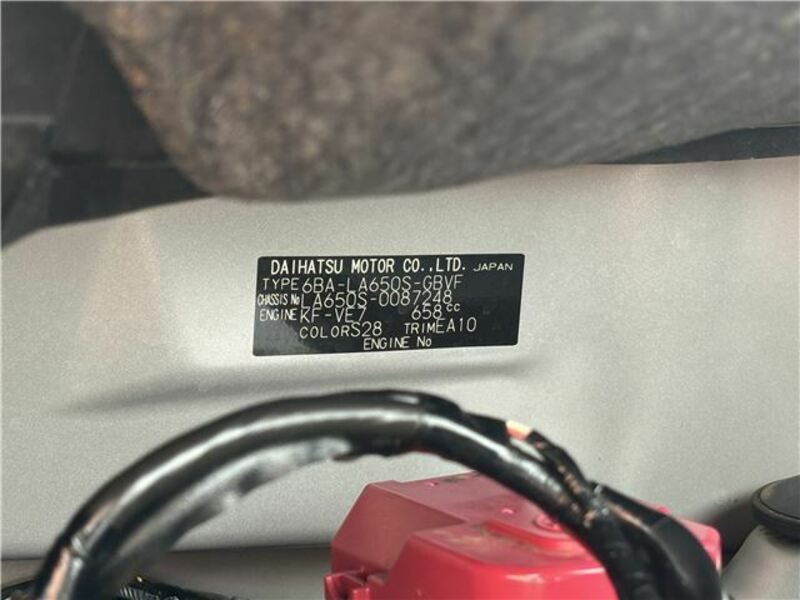 DAIHATSU MOTOR CO.,LTD. JAPAN
TYPE 6BA-LA650S-GBVF
CHASSIS No LA650S-0087248
ENGINE KF-VE7 658cc
COLOR S28 TRIM EA10
ENGINE No